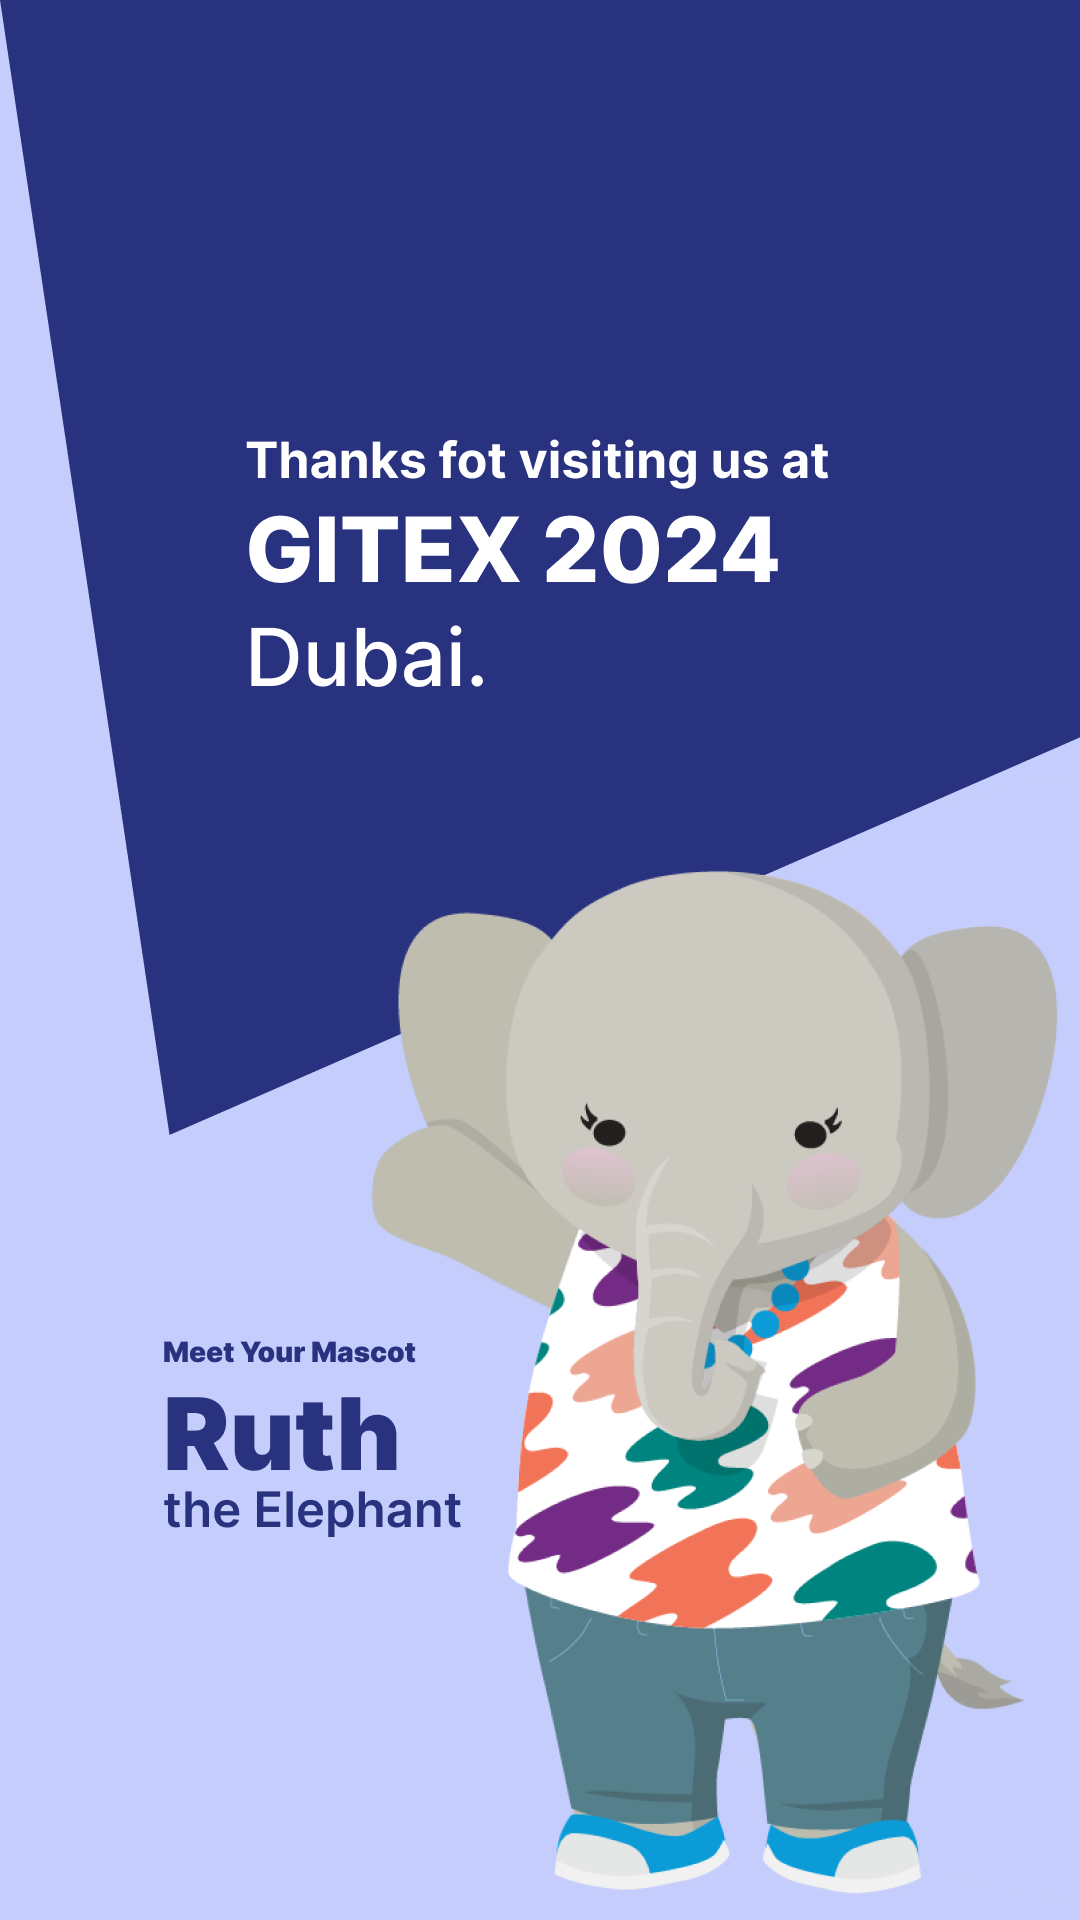 Thanks fot visiting us at
GITEX 2024
Dubai.
Meet Your Mascot
Ruth
the Elephant